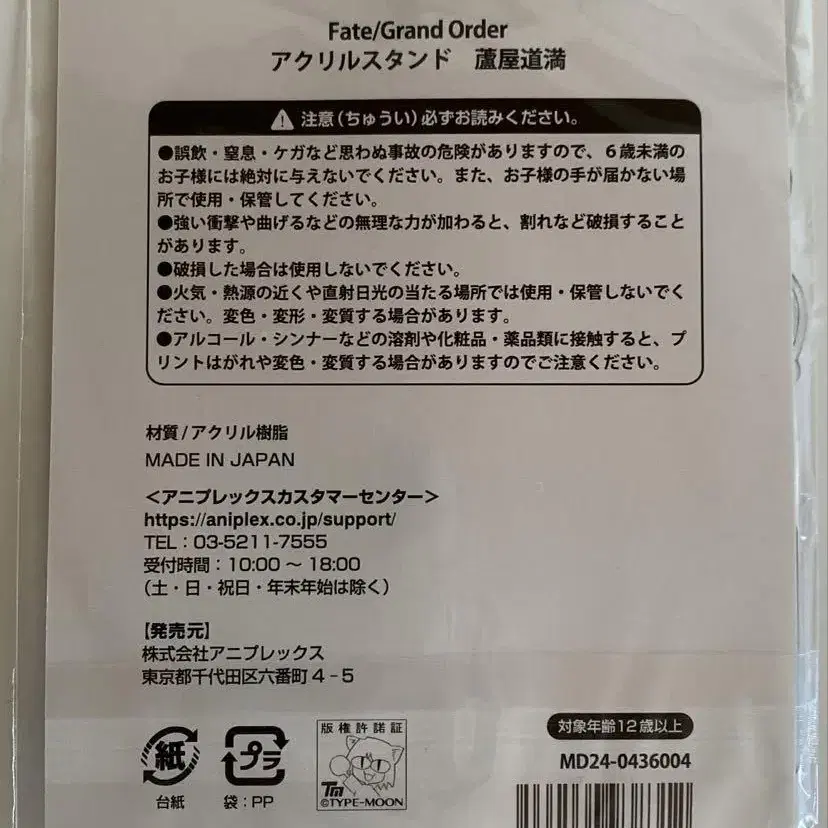 Fate/Grand Order
アクリルスタンド 蘆屋道満
注意（ちゅうい）必ずお読みください。
●誤飲・窒息・ケガなど思わぬ事故の危険がありますので、６歳未満の
お子様には絶対に与えないでください。また、お子様の手が届かない場
所で使用・保管してください。
●強い衝撃や曲げるなどの無理な力が加わると、割れなど破損すること
があります。
●破損した場合は使用しないでください。
●火気・熱源の近くや直射日光の当たる場所では使用・保管しないでく
ださい。変色・変形・変質する場合があります。
●アルコール・シンナーなどの溶剤や化粧品・薬品類に接触すると、プ
リントはがれや変色・変質する場合がありますのでご注意ください。
材質/アクリル樹脂
MADE IN JAPAN
＜アニプレックスカスタマーセンター＞
https://aniplex.co.jp/support/
TEL：03-5211-7555
受付時間：10:00 ～ 18:00
（土・日・祝日・年末年始は除く）
【発売元】
株式会社アニプレックス
東京都千代田区六番町４-５
紙
台紙
プラ
袋：PP
版権許諾証
TM
©TYPE-MOON
対象年齢12歳以上
MD24-0436004